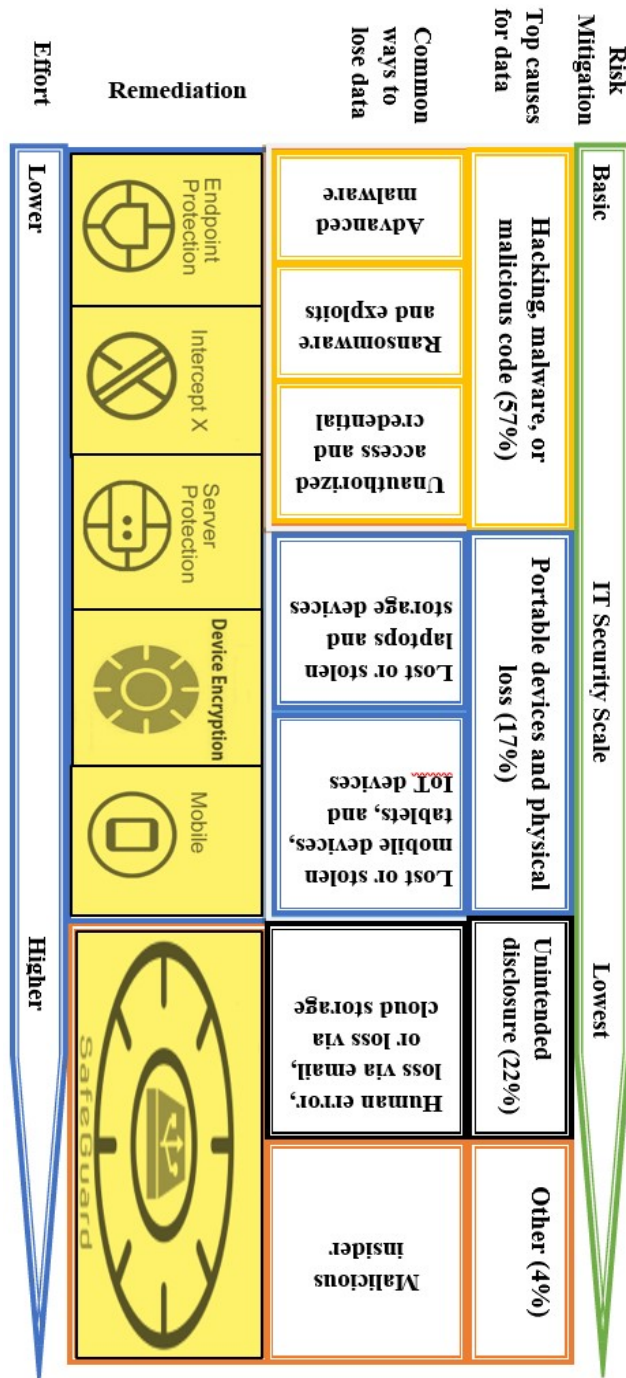 Risk
Mitigation
Basic
IT Security Scale
Lowest
Top causes
for data
Hacking, malware, or
malicious code (57%)
Portable devices and physical
loss (17%)
Unintended
disclosure (22%)
Other (4%)
Common
ways to
lose data
Advanced
malware
Ransomware
and exploits
Unauthorized
access and
credential
Lost or stolen
laptops and
storage devices
Lost or stolen
mobile devices,
tablets, and
IoT devices
Human error,
loss via email,
or loss via
cloud storage
Malicious
insider
Remediation
Endpoint
Protection
Intercept X
Server
Protection
Device Encryption
Mobile
SafeGuard
Effort
Lower
Higher